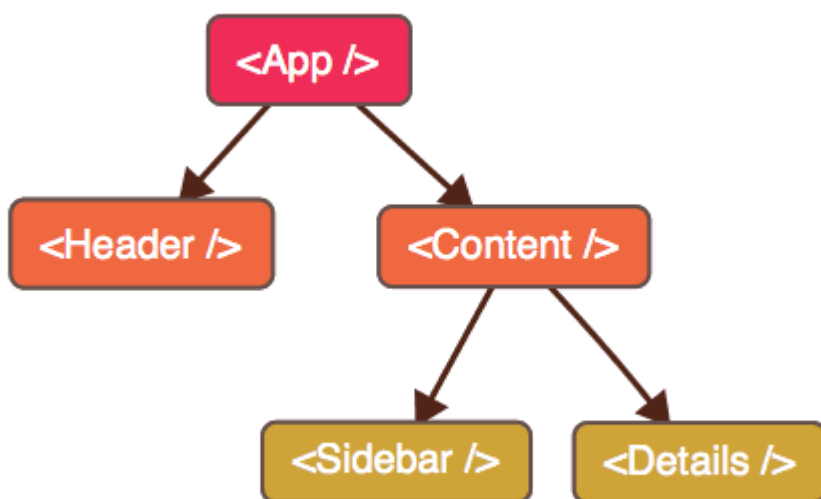 <App />
<Header />
<Content />
<Sidebar />
<Details />